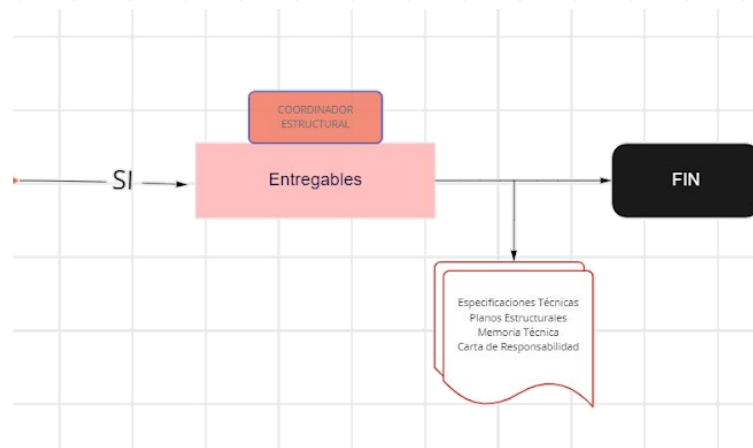 COORDINADOR
ESTRUCTURAL
SI
Entregables
FIN
Especificaciones Técnicas
Planos Estructurales
Memoria Técnica
Carta de Responsabilidad